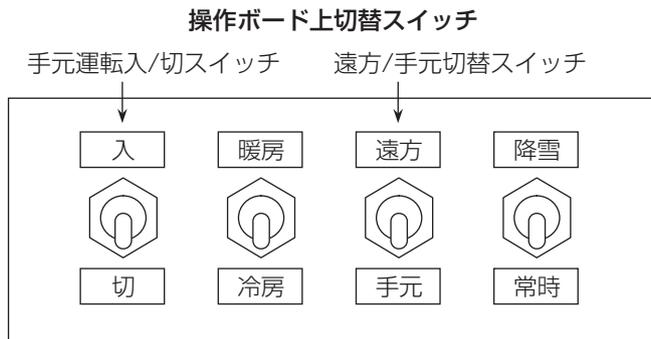 操作ボード上切替スイッチ
手元運転入/切スイッチ 遠方/手元切替スイッチ
入 暖房 遠方 降雪
切 冷房 手元 常時